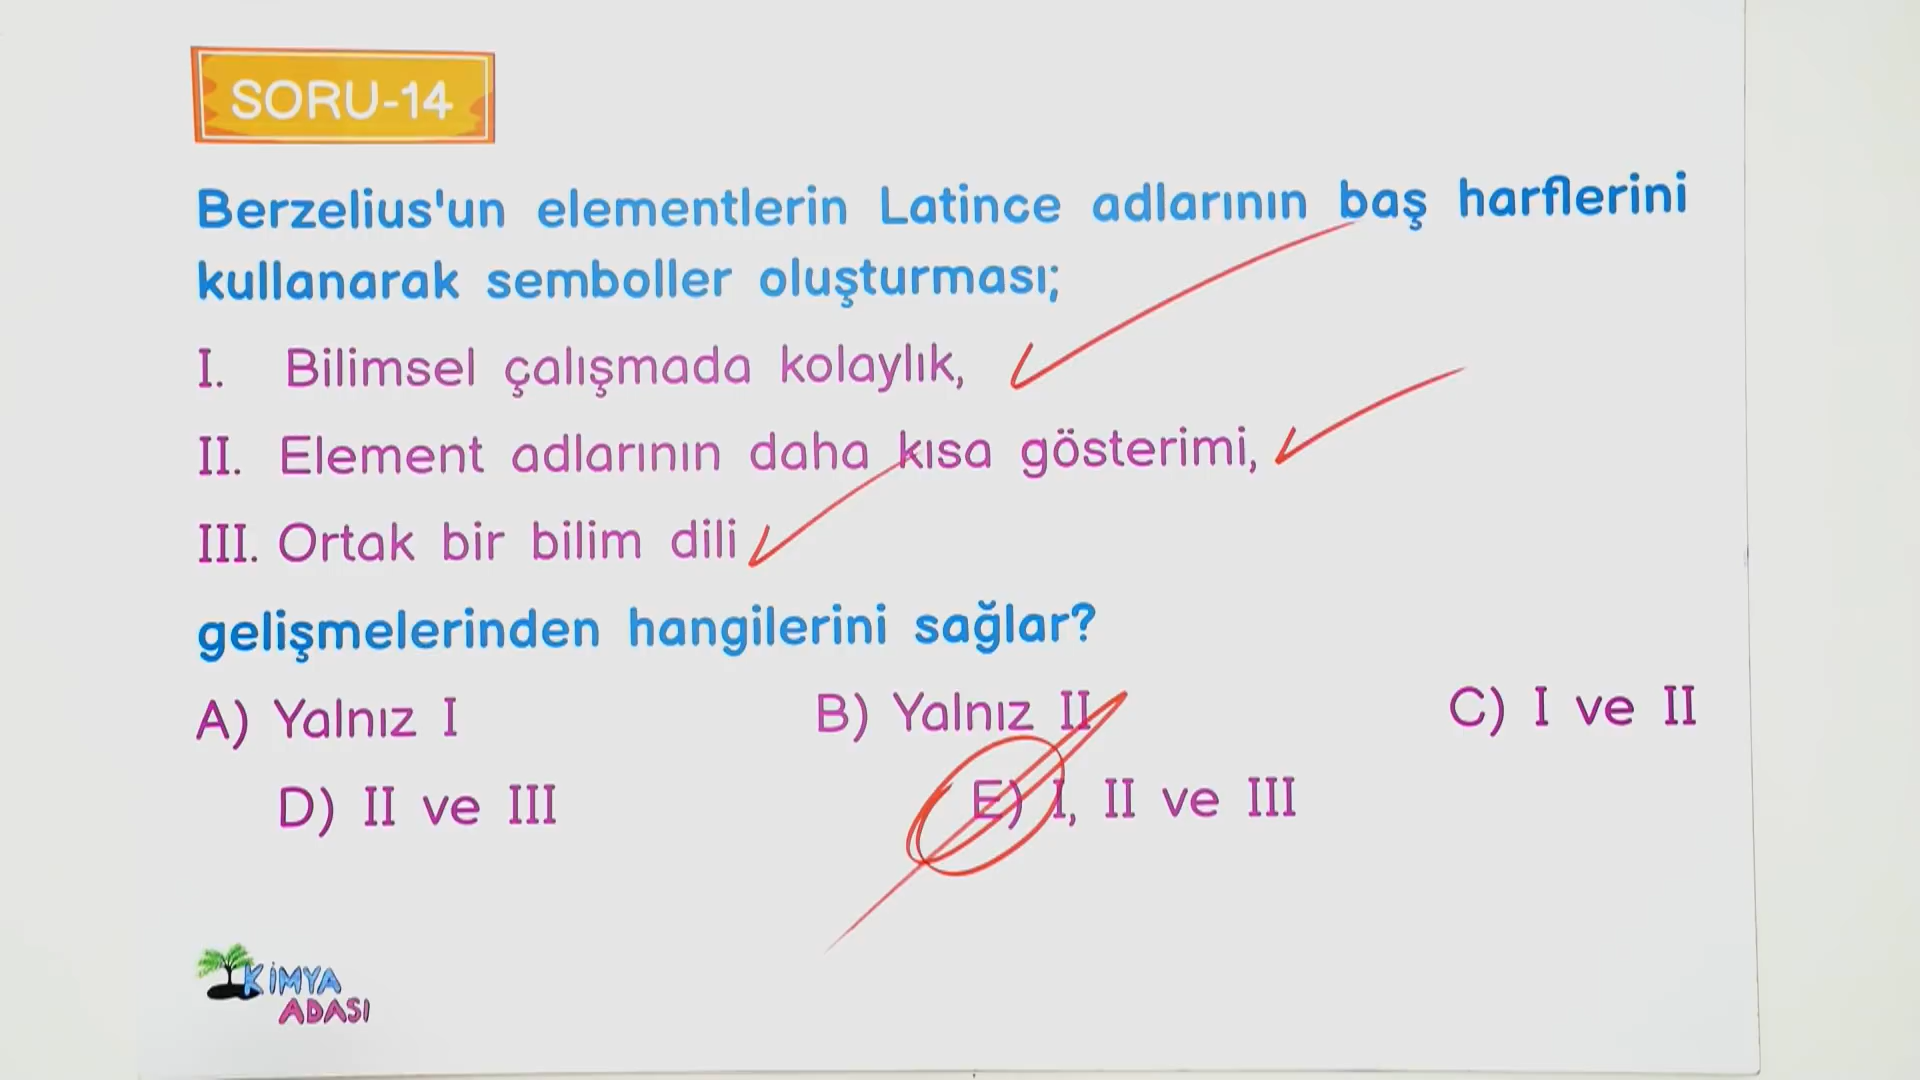 SORU-14
Berzelius'un elementlerin Latince adlarının baş harflerini
kullanarak semboller oluşturması;
I. Bilimsel çalışmada kolaylık,
II. Element adlarının daha kısa gösterimi,
III. Ortak bir bilim dili
gelişmelerinden hangilerini sağlar?
A) Yalnız I B) Yalnız II C) I ve II
D) II ve III E) I, II ve III
KİMYA
ADASI